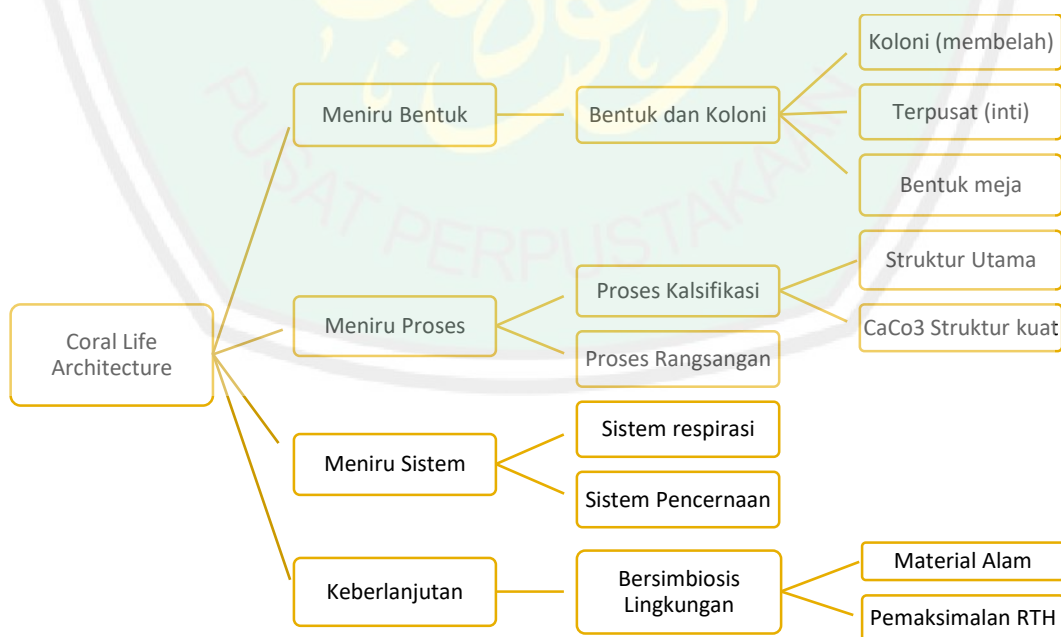 Koloni (membelah)
Meniru Bentuk
Bentuk dan Koloni
Terpusat (inti)
Bentuk meja
PUSAT PERPUSTAKAAN
Struktur Utama
Proses Kalsifikasi
Meniru Proses
CaCo3 Struktur kuat
Coral Life
Architecture
Proses Rangsangan
Sistem respirasi
Meniru Sistem
Sistem Pencernaan
Material Alam
Keberlanjutan
Bersimbiosis
Lingkungan
Pemaksimalan RTH